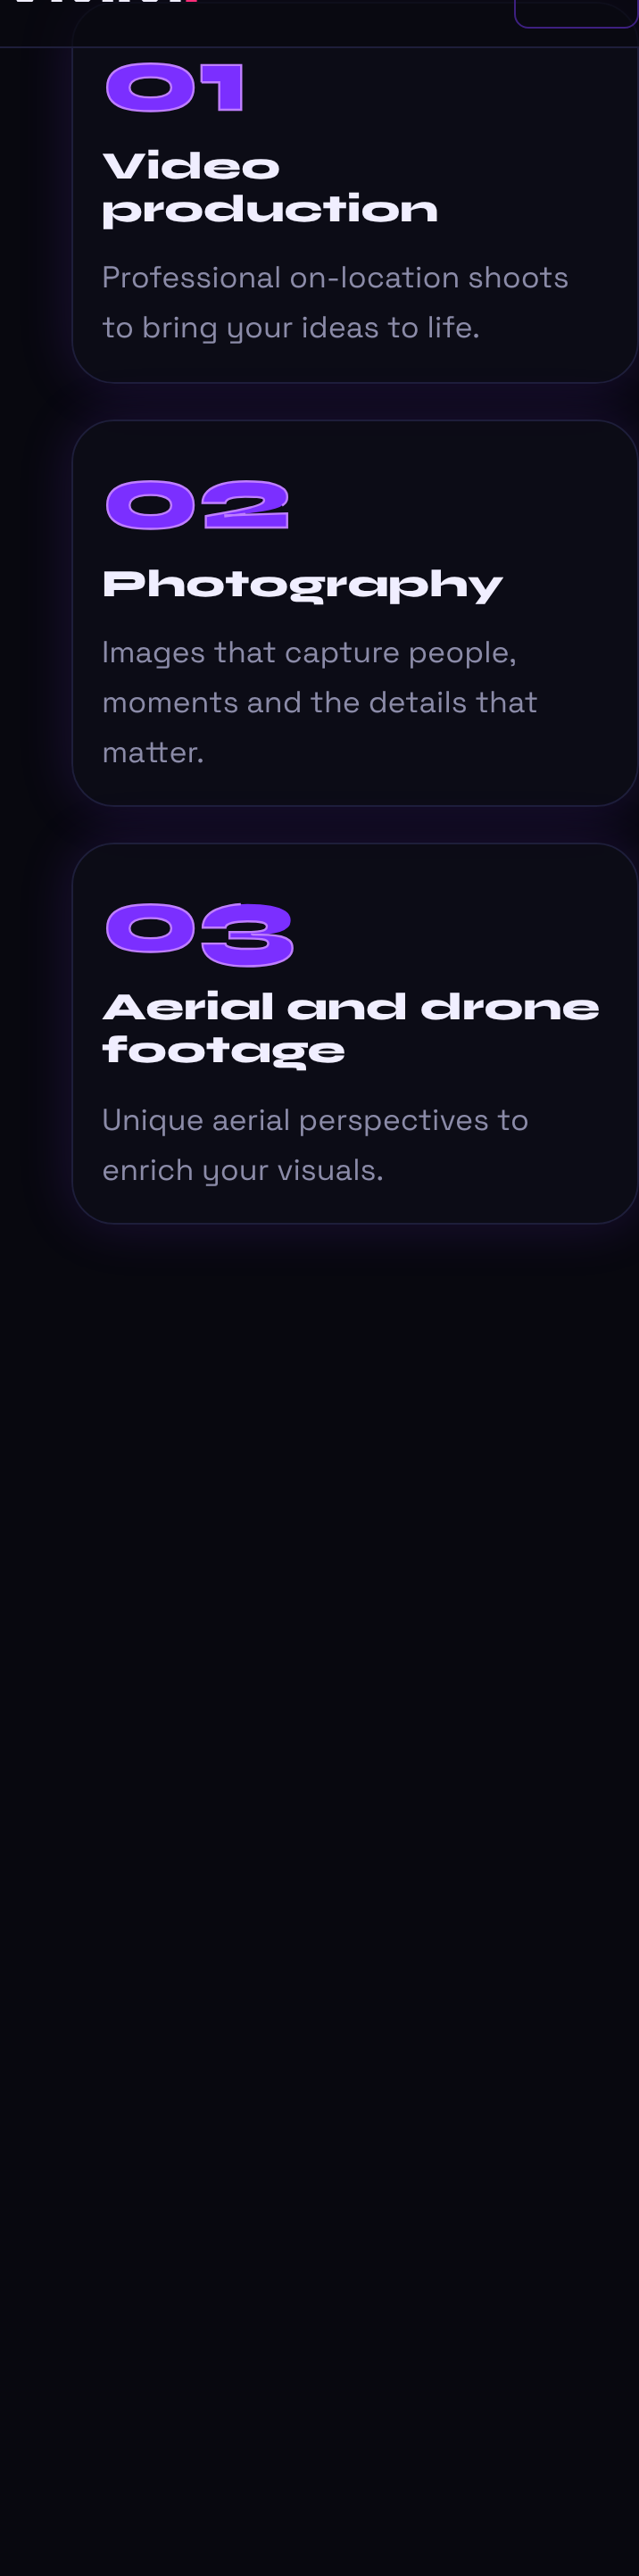 01
Video
production
Professional on-location shoots
to bring your ideas to life.
02
Photography
Images that capture people,
moments and the details that
matter.
03
Aerial and drone
footage
Unique aerial perspectives to
enrich your visuals.